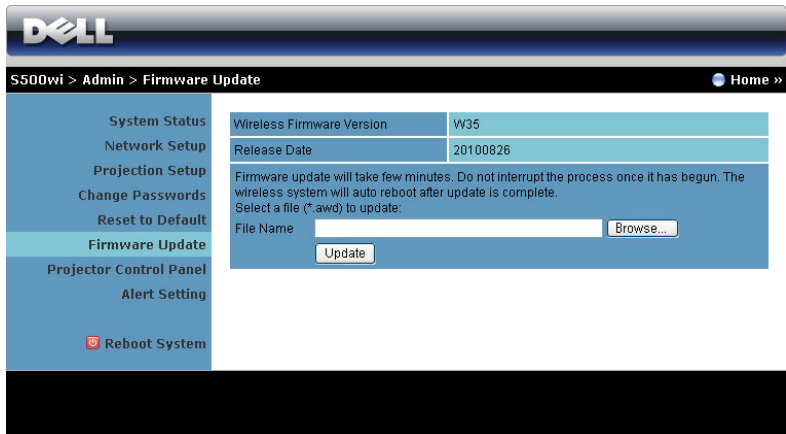 DELL
S500wi > Admin > Firmware Update
Home »
System Status
Network Setup
Projection Setup
Change Passwords
Reset to Default
Firmware Update
Projector Control Panel
Alert Setting
Reboot System
Wireless Firmware Version W35
Release Date 20100826
Firmware update will take few minutes. Do not interrupt the process once it has begun. The
wireless system will auto reboot after update is complete.
Select a file (*.awd) to update:
File Name Browse...
Update